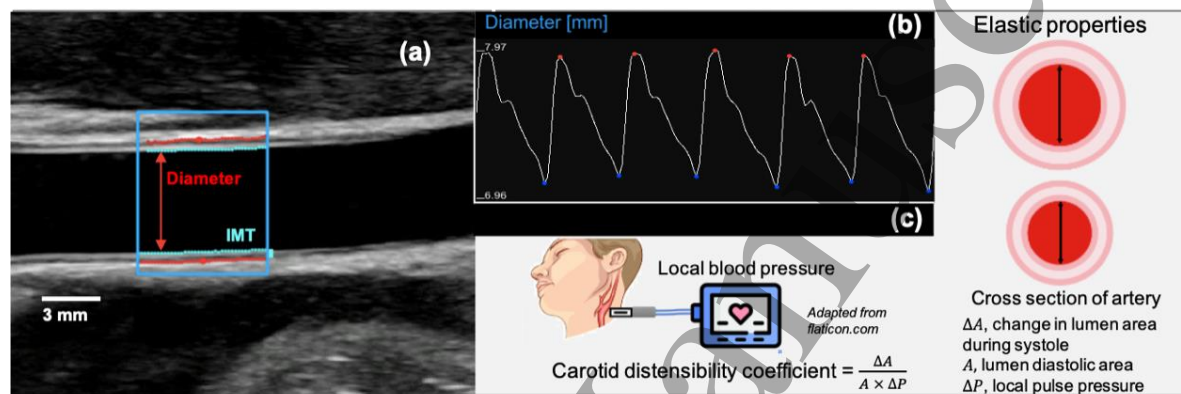 (a)
Diameter
IMT
3 mm
Diameter [mm]
(b)
7.97
6.96
(c)
Local blood pressure
Adapted from
flaticon.com
Carotid distensibility coefficient = ΔA / A × ΔP
Elastic properties
Cross section of artery
ΔA, change in lumen area
during systole
A, lumen diastolic area
ΔP, local pulse pressure